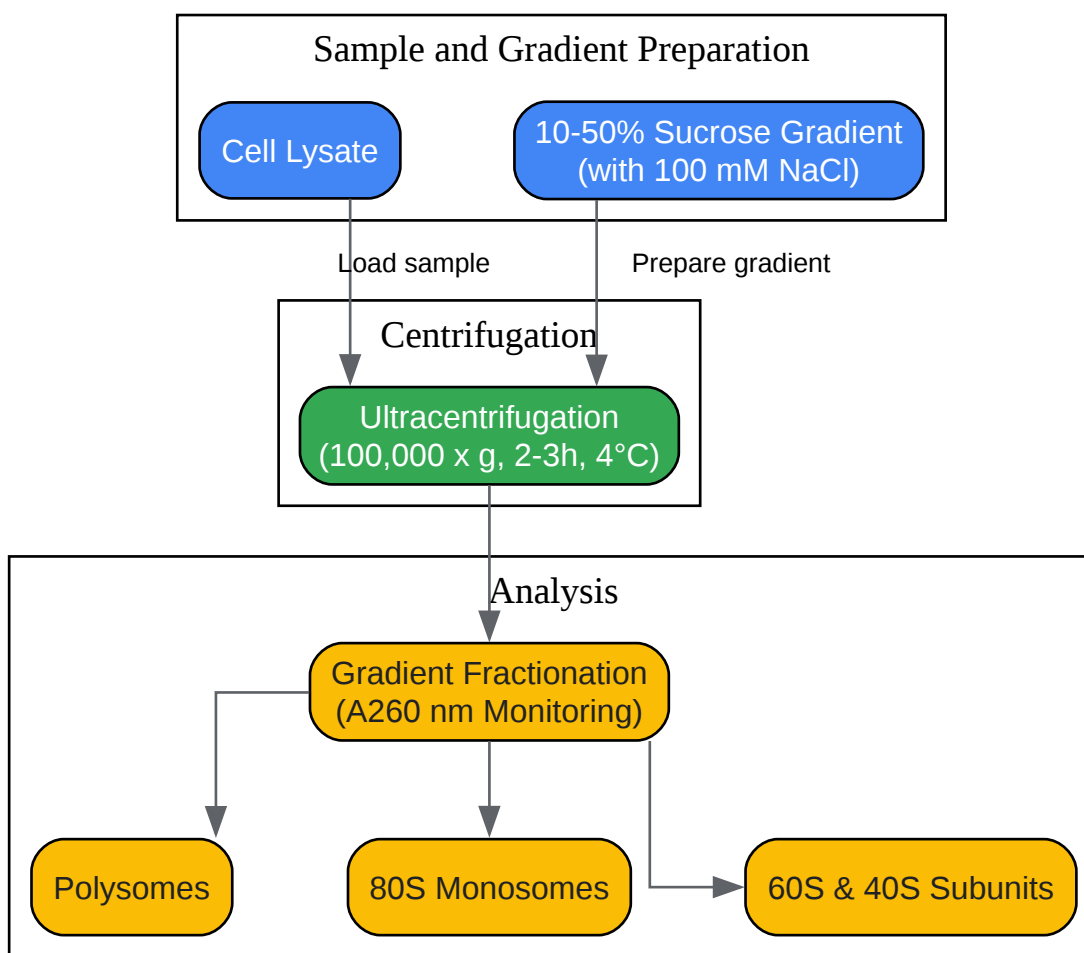 Sample and Gradient Preparation
Cell Lysate
10-50% Sucrose Gradient
(with 100 mM NaCl)
Load sample
Prepare gradient
Centrifugation
Ultracentrifugation
(100,000 x g, 2-3h, 4°C)
Analysis
Gradient Fractionation
(A260 nm Monitoring)
Polysomes
80S Monosomes
60S & 40S Subunits